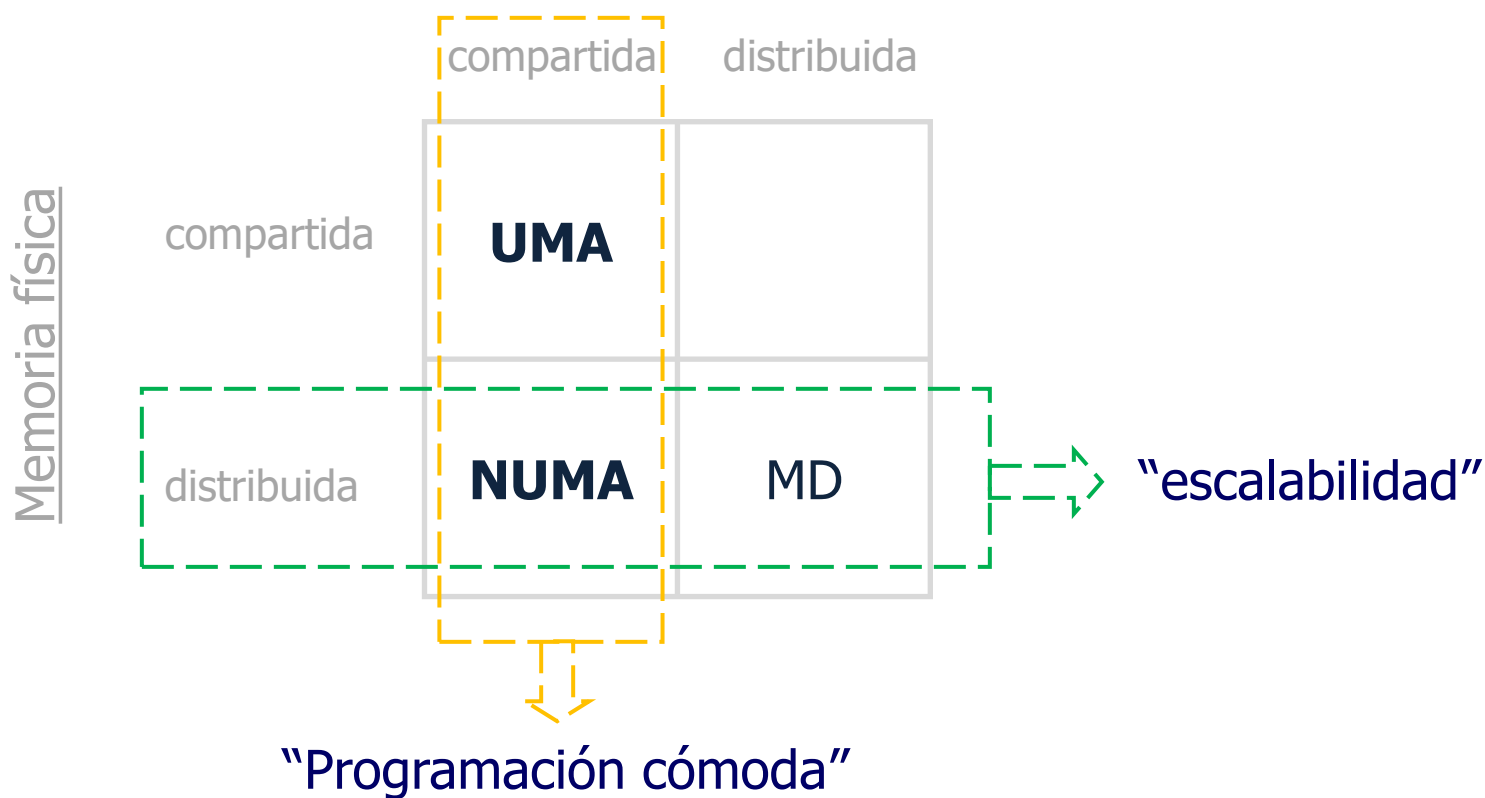 compartida distribuida
Memoria física
compartida UMA
distribuida NUMA MD
“escalabilidad”
“Programación cómoda”